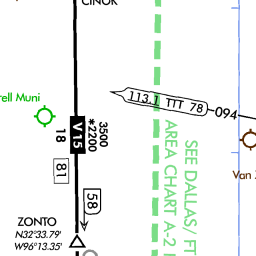 CINOK
rell Muni
V15
18
*2200
3500
81
58
113.1 TTT 78
094
SEE DALLAS/ FT
AREA CHART A-2
Van
ZONTO
N32°33.79'
W96°13.35'